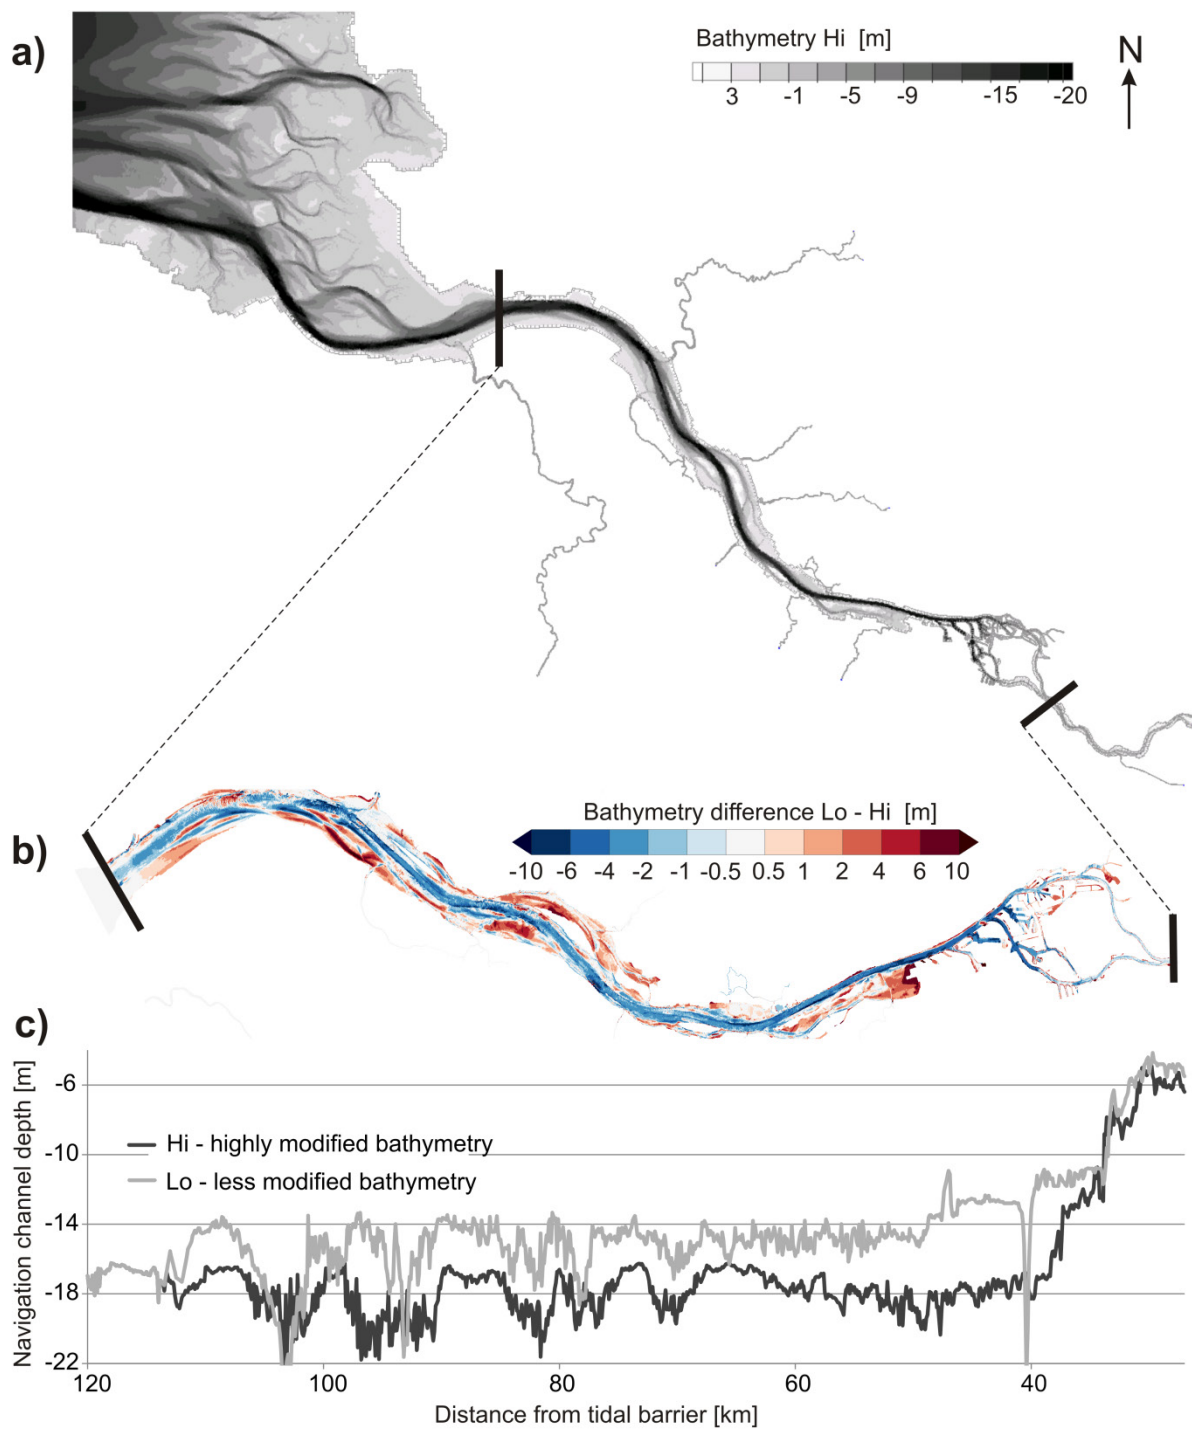 a)
Bathymetry Hi [m]
N
3 -1 -5 -9 -15 -20
b)
Bathymetry difference Lo - Hi [m]
-10 -6 -4 -2 -1 -0.5 0.5 1 2 4 6 10
c)
Navigation channel depth [m]
-6
-10
-14
-18
-22
Hi - highly modified bathymetry
Lo - less modified bathymetry
120 100 80 60 40
Distance from tidal barrier [km]